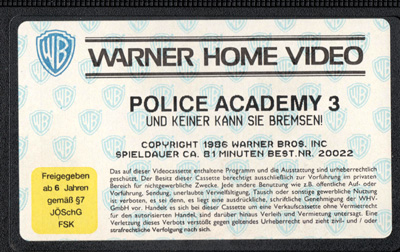 WB
WARNER HOME VIDEO
POLICE ACADEMY 3
UND KEINER KANN SIE BREMSEN!
COPYRIGHT 1986 WARNER BROS. INC
SPIELDAUER CA. 81 MINUTEN BEST.NR. 20022
Freigegeben
ab 6 Jahren
gemäß §7
JÖSchG
FSK
Das auf dieser Videocassette enthaltene Programm und die Ausstattung sind urheberrechtlich
geschützt. Der Besitz dieser Cassette berechtigt ausschließlich zur Vorführung im privaten
Bereich für nichtgewerbliche Zwecke. Jede andere Benutzung wie z.B. öffentliche Auf- oder
Vorführung, Sendung, unerlaubte Vervielfältigung, Tausch oder sonstige gewerbliche Nutzung
ist verboten, es sei denn, es liegt eine ausdrückliche, schriftliche Genehmigung der WHV-
GmbH vor. Handelt es sich bei dieser Cassette um eine Verkaufscassette ohne Vermietrecht
für den autorisierten Handel, sind darüber hinaus Verleih und Vermietung untersagt. Eine
Verletzung dieses Verbots verstößt gegen geltendes Urheberrecht und zieht zivil- und / oder
strafrechtliche Verfolgung nach sich.